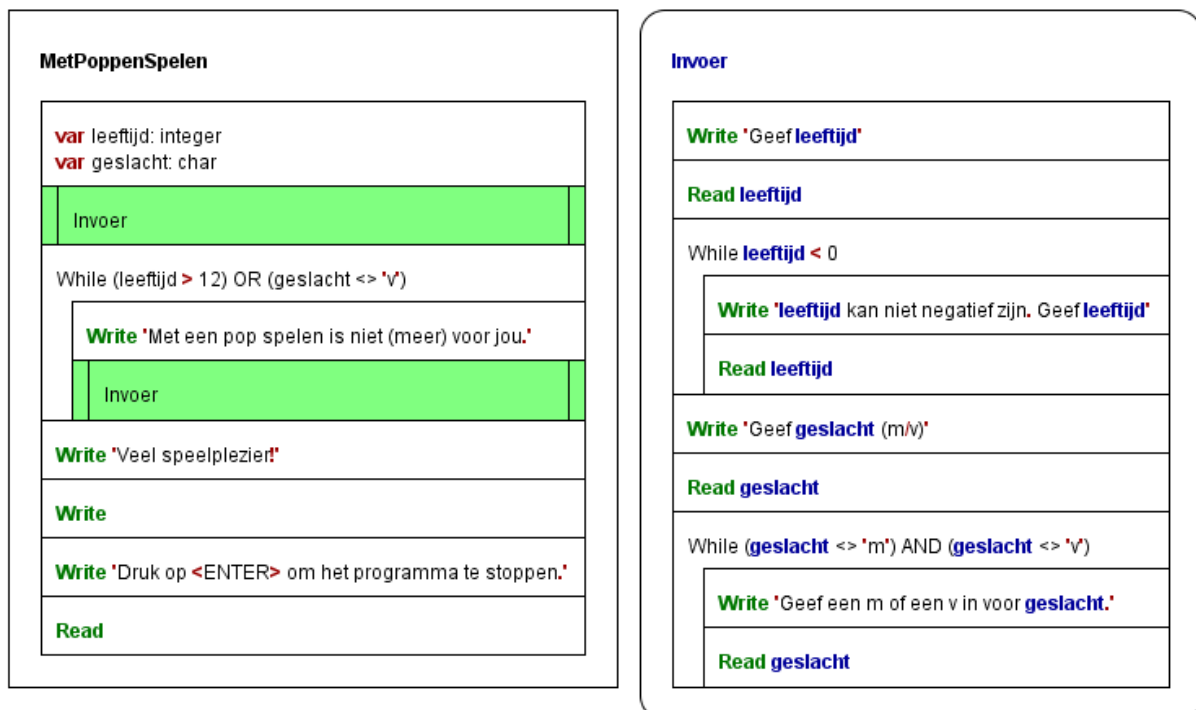 MetPoppenSpelen
var leeftijd: integer
var geslacht: char
Invoer
While (leeftijd > 12) OR (geslacht <> 'v')
Write 'Met een pop spelen is niet (meer) voor jou.'
Invoer
Write 'Veel speelplezier!'
Write
Write 'Druk op <ENTER> om het programma te stoppen.'
Read
Invoer
Write 'Geef leeftijd'
Read leeftijd
While leeftijd < 0
Write 'leeftijd kan niet negatief zijn. Geef leeftijd'
Read leeftijd
Write 'Geef geslacht (m/v)'
Read geslacht
While (geslacht <> 'm') AND (geslacht <> 'v')
Write 'Geef een m of een v in voor geslacht.'
Read geslacht